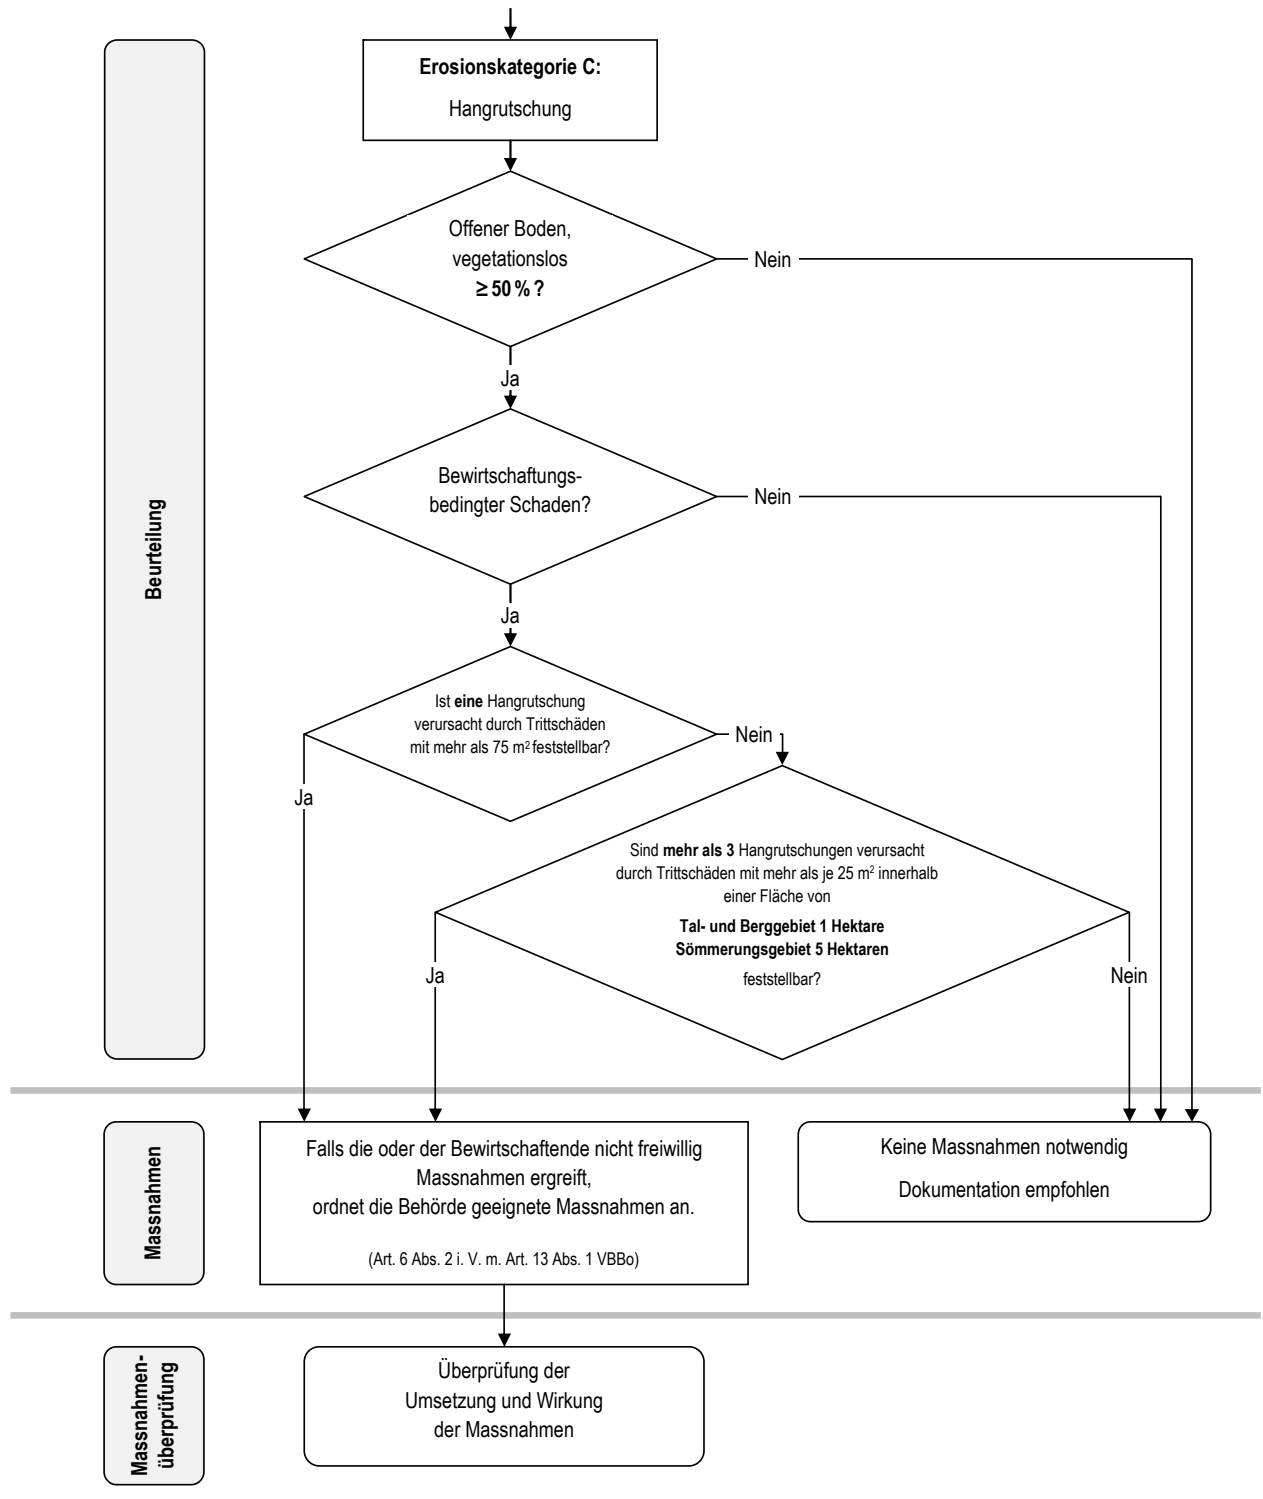 Erosionskategorie C:
Hangrutschung
Offener Boden,
vegetationslos
≥ 50 % ?
Nein
Ja
Bewirtschaftungs-
bedingter Schaden?
Nein
Ja
Beurteilung
Ist eine Hangrutschung
verursacht durch Trittschäden
mit mehr als 75 m² feststellbar?
Nein
Ja
Sind mehr als 3 Hangrutschungen verursacht
durch Trittschäden mit mehr als je 25 m² innerhalb
einer Fläche von
Tal- und Berggebiet 1 Hektare
Sömmerungsgebiet 5 Hektaren
feststellbar?
Ja
Nein
Massnahmen
Falls die oder der Bewirtschaftende nicht freiwillig
Massnahmen ergreift,
ordnet die Behörde geeignete Massnahmen an.
(Art. 6 Abs. 2 i. V. m. Art. 13 Abs. 1 VBBo)
Keine Massnahmen notwendig
Dokumentation empfohlen
Massnahmen-
überprüfung
Überprüfung der
Umsetzung und Wirkung
der Massnahmen